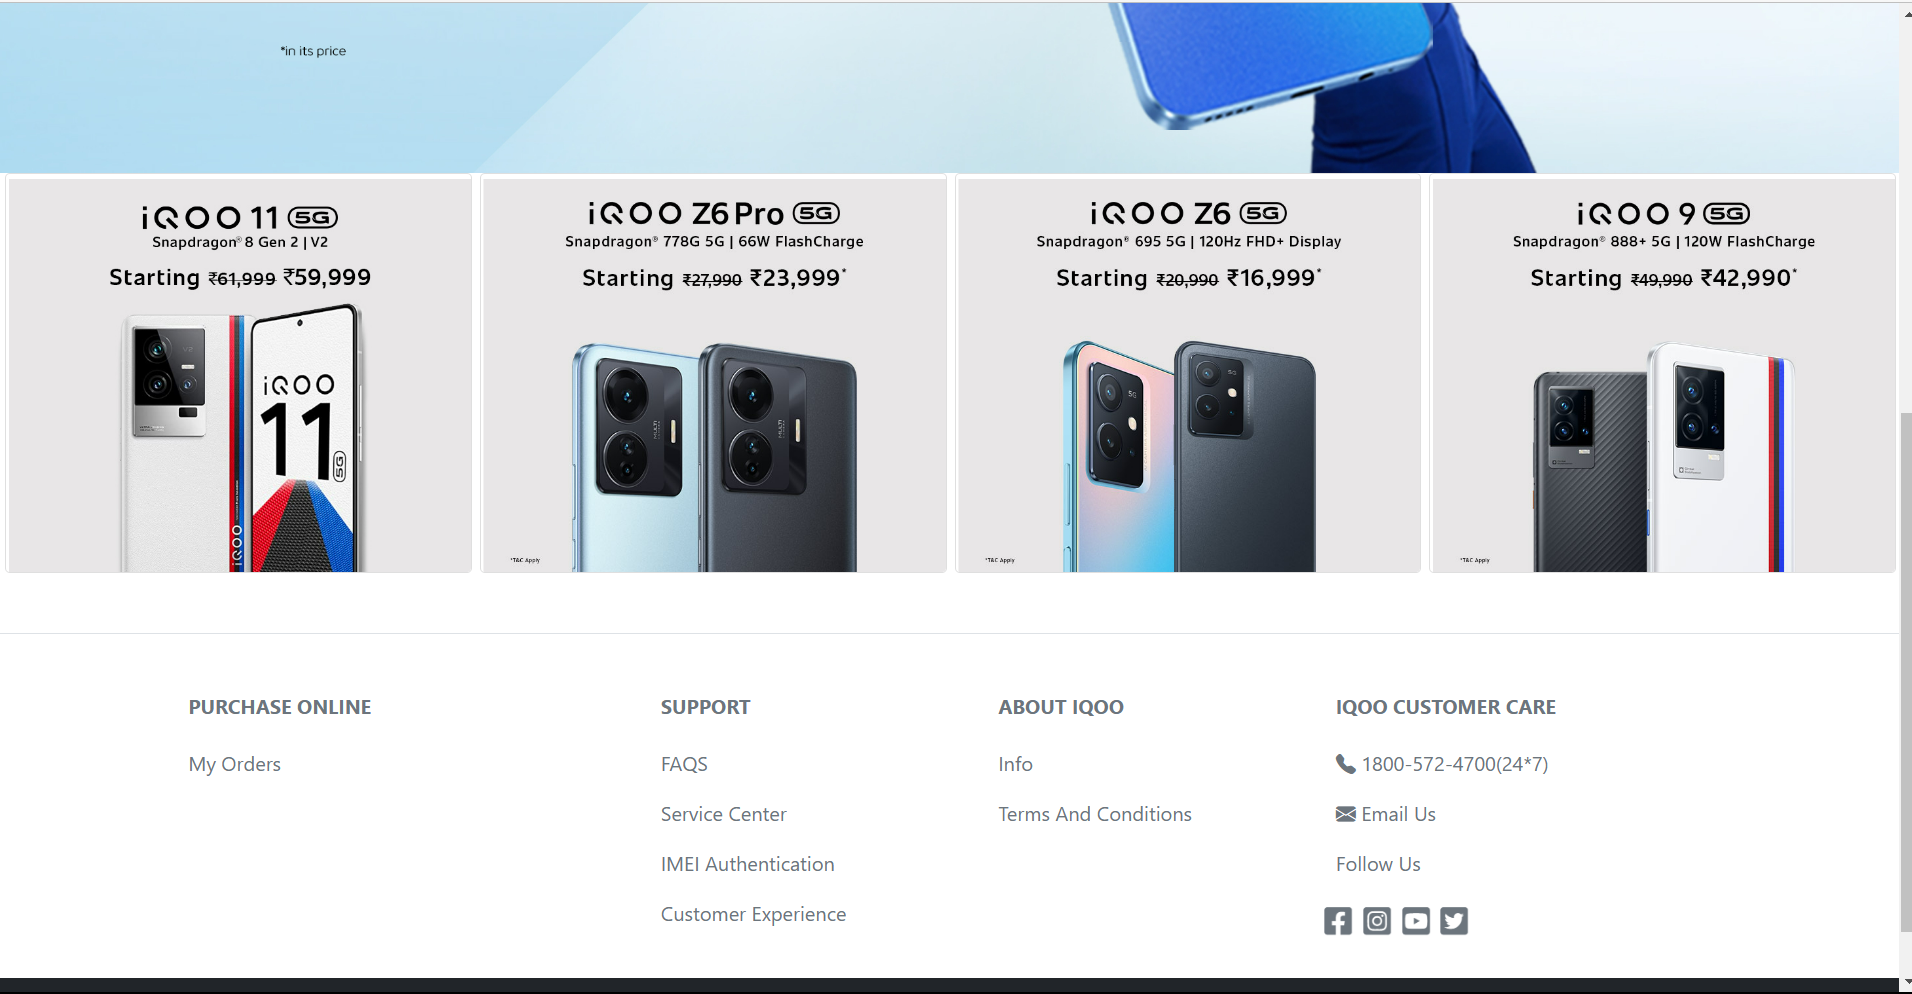 *in its price
iQOO 11 5G
Snapdragon® 8 Gen 2 | V2
Starting ₹61,999 ₹59,999
iQOO
11
5G
iQOO
iQOO Z6 Pro 5G
Snapdragon® 778G 5G | 66W FlashCharge
Starting ₹27,990 ₹23,999*
MULTI
MULTI
*T&C Apply
iQOO Z6 5G
Snapdragon® 695 5G | 120Hz FHD+ Display
Starting ₹20,990 ₹16,999*
5G
5G
*T&C Apply
iQOO 9 5G
Snapdragon® 888+ 5G | 120W FlashCharge
Starting ₹49,990 ₹42,990*
*T&C Apply
PURCHASE ONLINE
My Orders
SUPPORT
FAQS
Service Center
IMEI Authentication
Customer Experience
ABOUT IQOO
Info
Terms And Conditions
IQOO CUSTOMER CARE
1800-572-4700(24*7)
Email Us
Follow Us